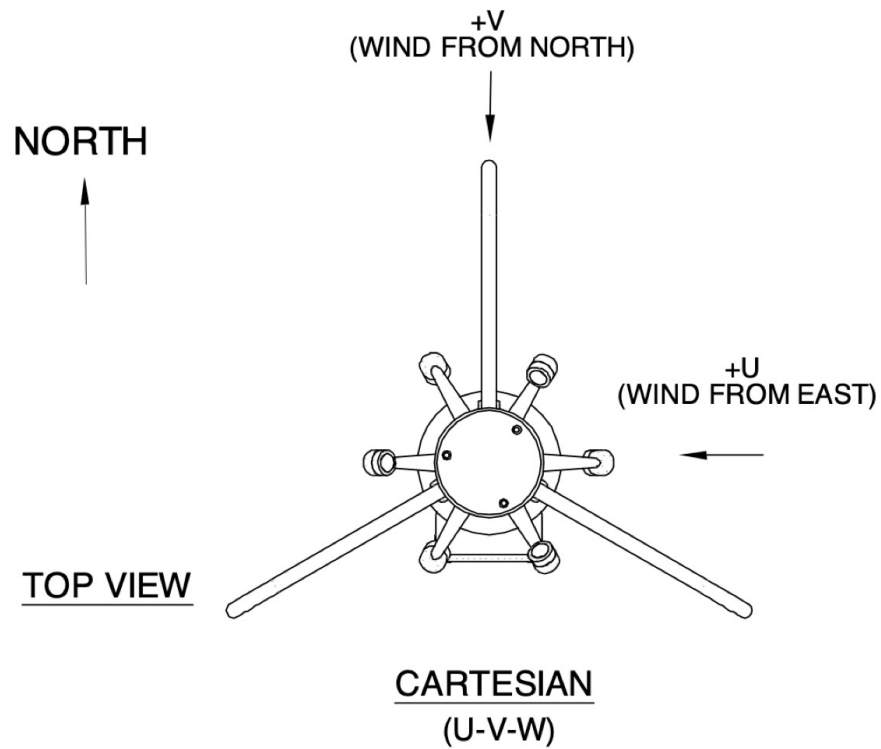 +V
(WIND FROM NORTH)
NORTH
+U
(WIND FROM EAST)
TOP VIEW
CARTESIAN
(U-V-W)